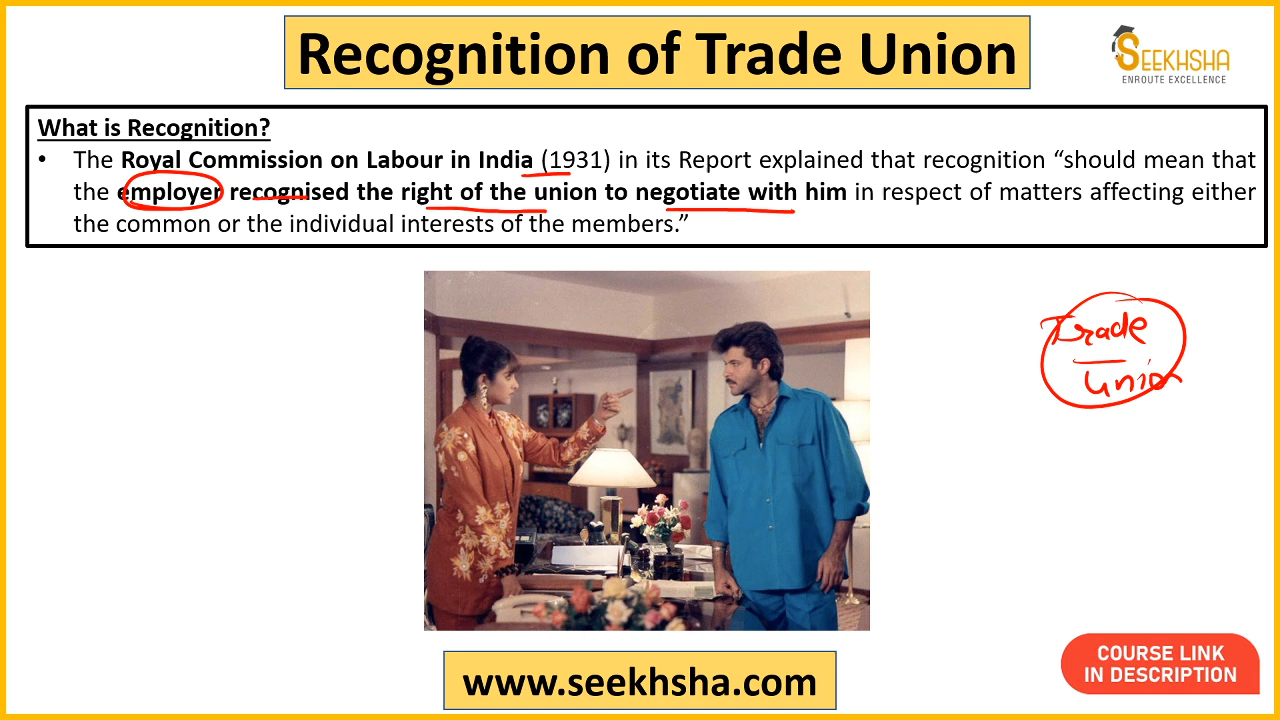 Recognition of Trade Union
SEEKHSHA
ENROUTE EXCELLENCE
What is Recognition?
• The Royal Commission on Labour in India (1931) in its Report explained that recognition “should mean that
the employer recognised the right of the union to negotiate with him in respect of matters affecting either
the common or the individual interests of the members.”
Trade
Union
www.seekhsha.com
COURSE LINK
IN DESCRIPTION